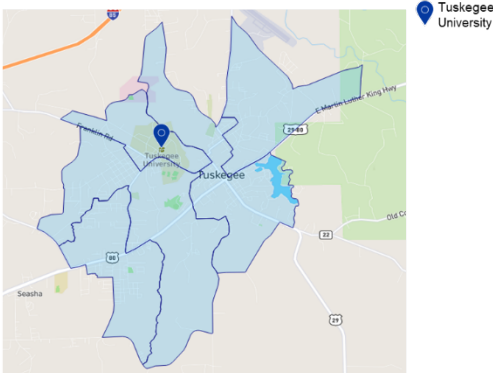 Tuskegee
University
85
E Martin Luther King Hwy
Franklin Rd
29-80
Tuskegee
University
Tuskegee
Old Co
22
80
Seasha
29